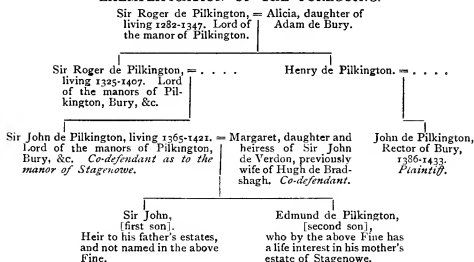 EXEMPLIFICATION OF THE FOREGOING.
Sir Roger de Pilkington, = Alicia, daughter of
living 1282-1347. Lord of Adam de Bury.
the manor of Pilkington.
Sir Roger de Pilkington, = . . . .
living 1325-1407. Lord
of the manors of Pil-
kington, Bury, &c.
Henry de Pilkington. = . . . .
Sir John de Pilkington, living 1365-1421. =
Lord of the manors of Pilkington,
Bury, &c. Co-defendant as to the
manor of Stagenowe.
Margaret, daughter and
heiress of Sir John
de Verdon, previously
wife of Hugh de Brad-
shagh. Co-defendant.
John de Pilkington,
Rector of Bury,
1386-1433.
Plaintiff.
Sir John,
[first son].
Heir to his father's estates,
and not named in the above
Fine.
Edmund de Pilkington,
[second son],
who by the above Fine has
a life interest in his mother's
estate of Stagenowe.